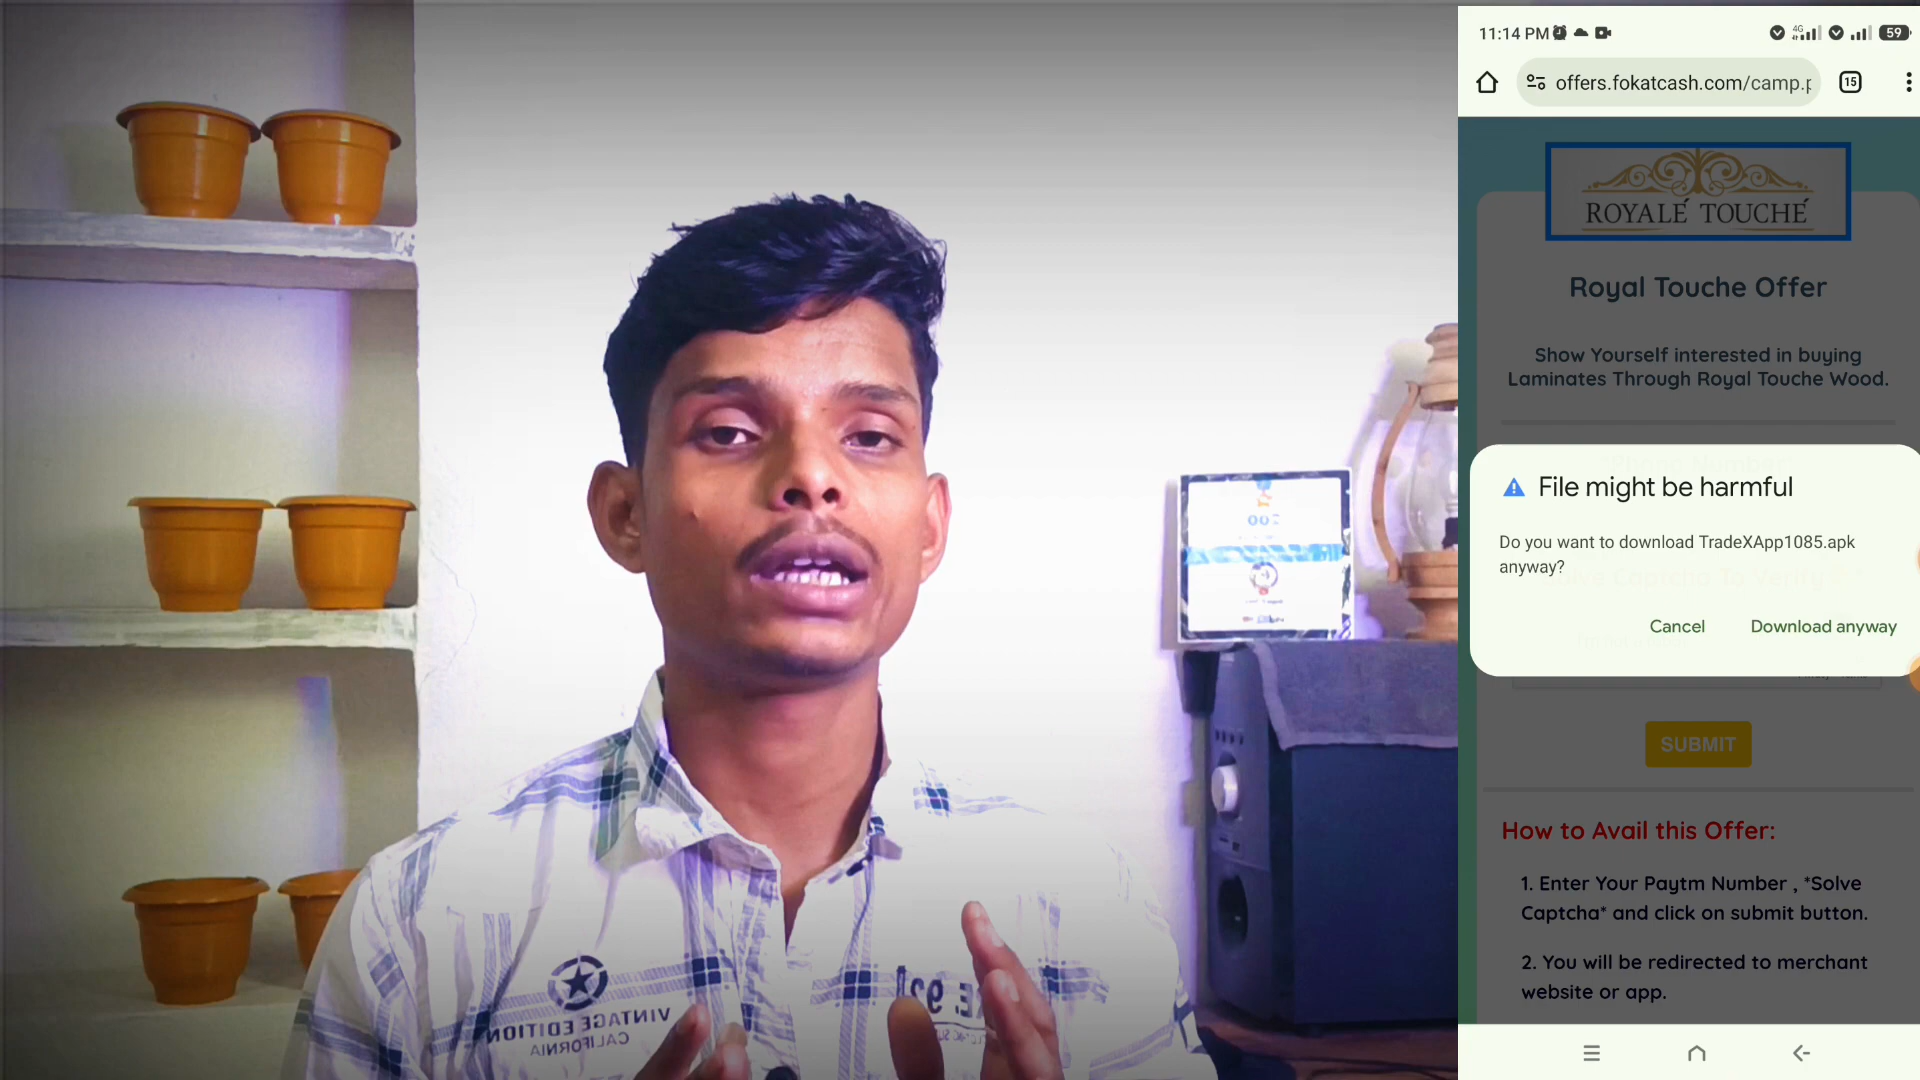 11:14 PM
4G
59
offers.fokatcash.com/camp.p
15
ROYALÉ TOUCHÉ
Royal Touche Offer
Show Yourself interested in buying
Laminates Through Royal Touche Wood.
File might be harmful
Do you want to download TradeXApp1085.apk
anyway?
Cancel
Download anyway
SUBMIT
How to Avail this Offer:
1. Enter Your Paytm Number , *Solve
Captcha* and click on submit button.
2. You will be redirected to merchant
website or app.
VINTAGE EDITION
CALIFORNIA